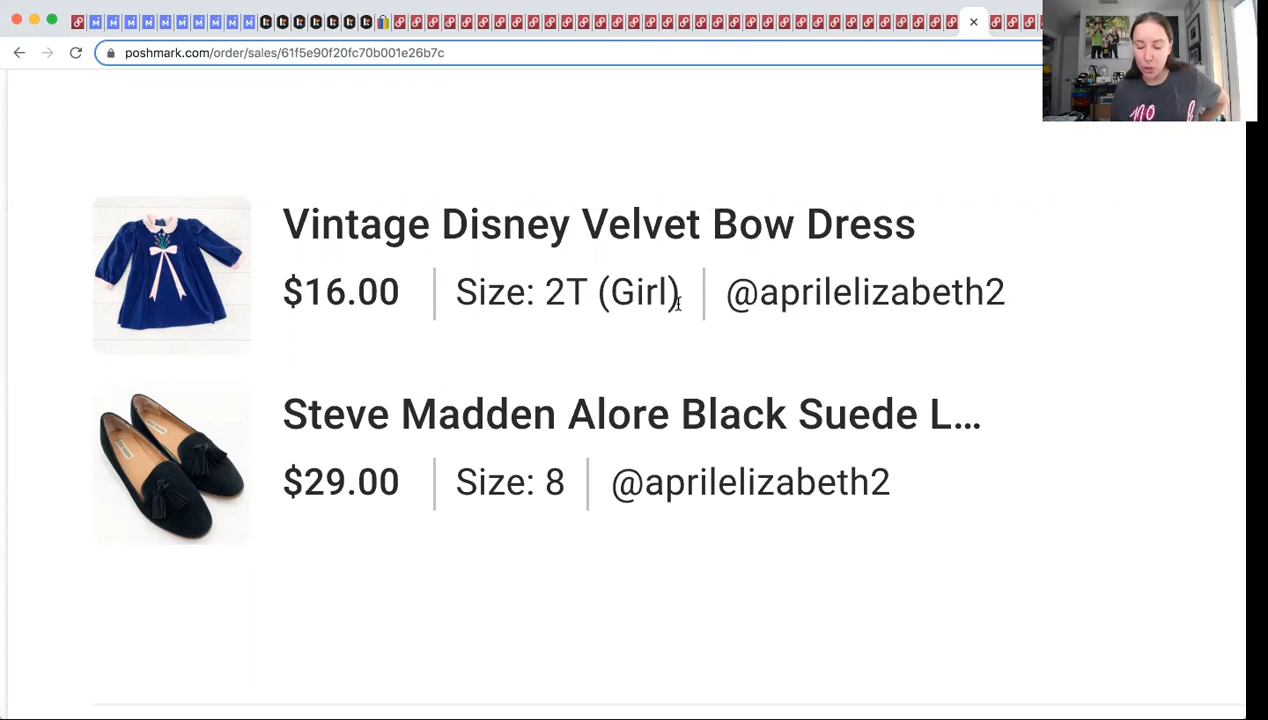 poshmark.com/order/sales/61f5e90f20fc70b001e26b7c
Vintage Disney Velvet Bow Dress
$16.00 Size: 2T (Girl) @aprilelizabeth2
Steve Madden Alore Black Suede L...
$29.00 Size: 8 @aprilelizabeth2